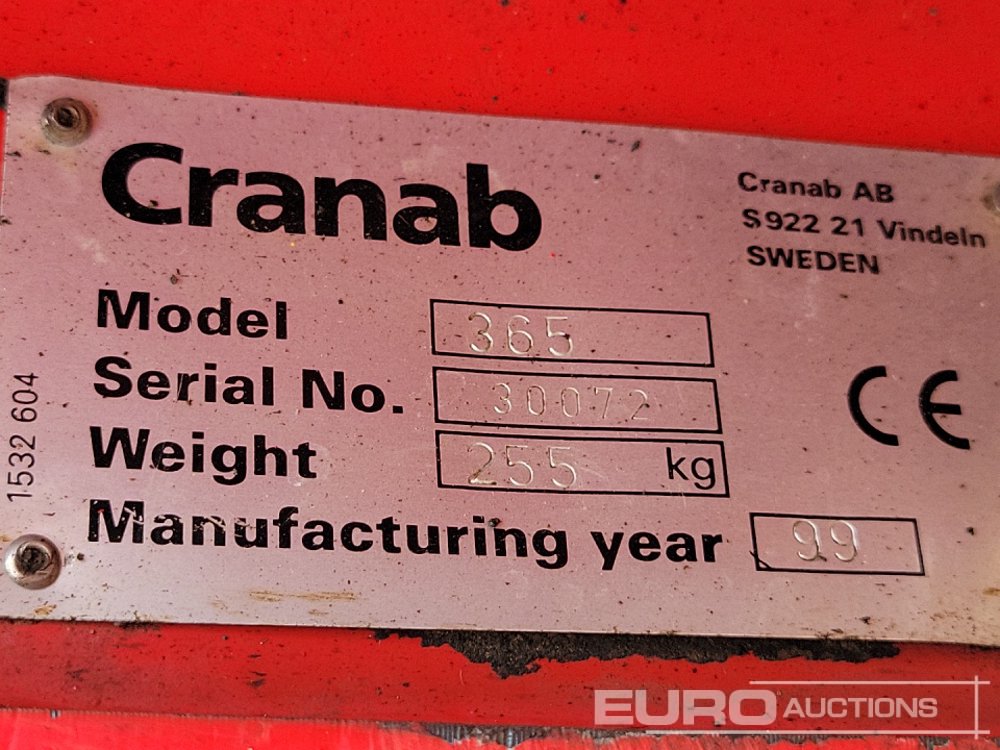 Cranab
Cranab AB
S 922 21 Vindeln
SWEDEN
Model 365
Serial No. 30072
Weight 255 kg
Manufacturing year 99
CE
1532 604
EURO AUCTIONS